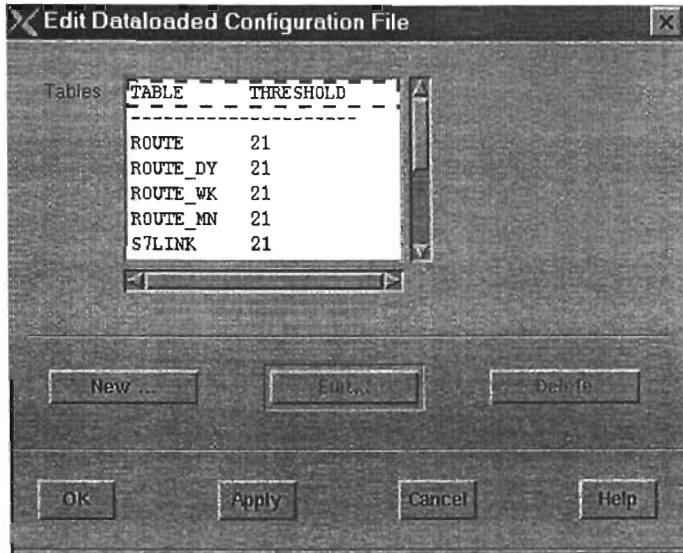 Edit Dataloaded Configuration File
Tables
TABLE THRESHOLD
----------------------
ROUTE 21
ROUTE_DY 21
ROUTE_WK 21
ROUTE_MN 21
S7LINK 21
New ... Edit... Delete
OK Apply Cancel Help